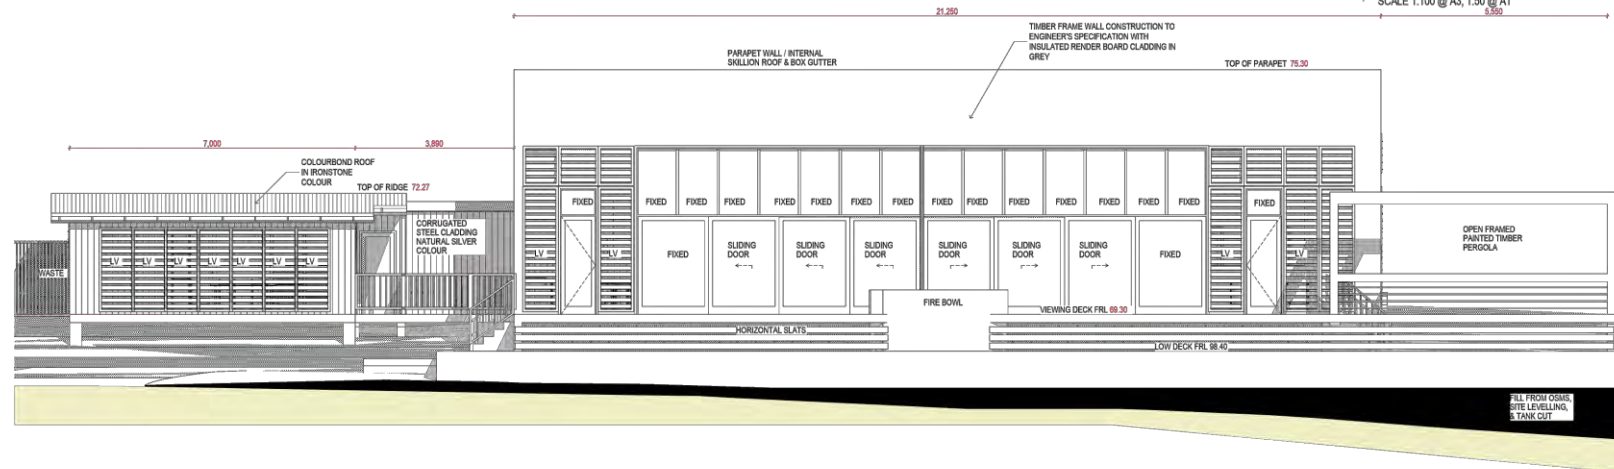 SCALE 1:100 @ A3, 1:50 @ A1
21,250
5,550
TIMBER FRAME WALL CONSTRUCTION TO
ENGINEER'S SPECIFICATION WITH
INSULATED RENDER BOARD CLADDING IN
GREY
PARAPET WALL / INTERNAL
SKILLION ROOF & BOX GUTTER
TOP OF PARAPET 75.30
7,000
3,890
COLOURBOND ROOF
IN IRONSTONE
COLOUR
TOP OF RIDGE 72.27
CORRUGATED
STEEL CLADDING
NATURAL SILVER
COLOUR
FIXED FIXED FIXED FIXED FIXED FIXED FIXED FIXED FIXED FIXED FIXED FIXED FIXED FIXED FIXED FIXED
OPEN FRAMED
PAINTED TIMBER
PERGOLA
WASTE
LV LV LV LV LV LV LV
LV LV
FIXED
SLIDING
DOOR
SLIDING
DOOR
SLIDING
DOOR
SLIDING
DOOR
SLIDING
DOOR
SLIDING
DOOR
FIXED
LV LV
FIRE BOWL
VIEWING DECK FRL 69.30
HORIZONTAL SLATS
LOW DECK FRL 98.40
FILL FROM OSMS,
SITE LEVELLING,
& TANK CUT